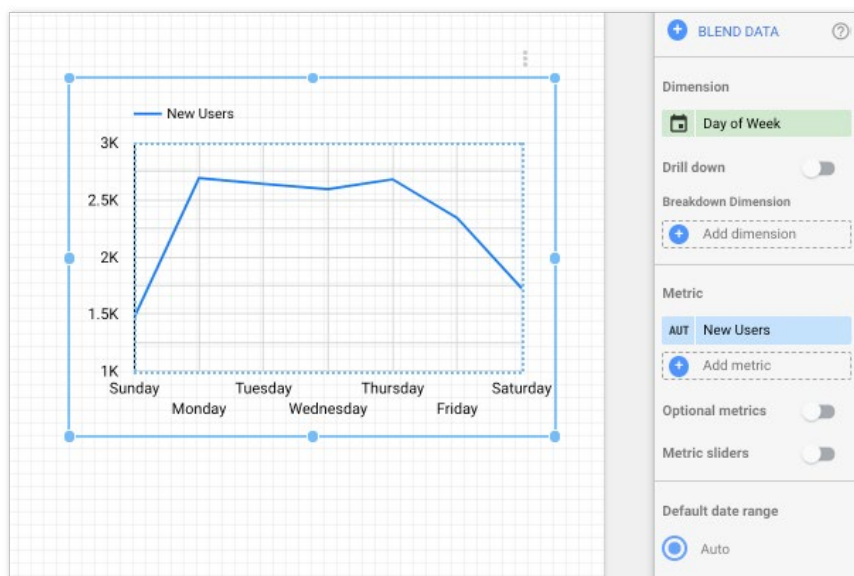 New Users
3K
2.5K
2K
1.5K
1K
Sunday Tuesday Thursday Saturday
Monday Wednesday Friday
BLEND DATA
Dimension
Day of Week
Drill down
Breakdown Dimension
Add dimension
Metric
AUT New Users
Add metric
Optional metrics
Metric sliders
Default date range
Auto